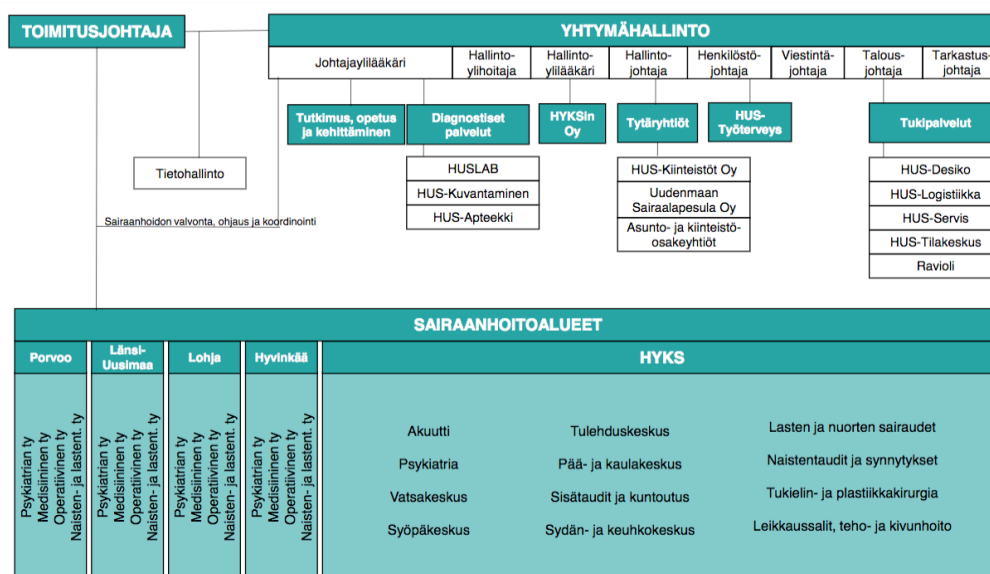 TOIMITUSJOHTAJA
YHTYMÄHALLINTO
Johtajaylilääkäri
Hallinto-
ylihoitaja
Hallinto-
ylilääkäri
Hallinto-
johtaja
Henkilöstö-
johtaja
Viestintä-
johtaja
Talous-
johtaja
Tarkastus-
johtaja
Tutkimus, opetus
ja kehittäminen
Diagnostiset
palvelut
HYKSin
Oy
Tytäryhtiöt
HUS-
Työterveys
Tukipalvelut
Tietohallinto
HUSLAB
HUS-Kuvantaminen
HUS-Apteekki
HUS-Kiinteistöt Oy
Uudenmaan
Sairaalapesula Oy
Asunto- ja kiinteistö-
osakeyhtiöt
HUS-Desiko
HUS-Logistiikka
HUS-Servis
HUS-Tilakeskus
Ravioli
Sairaanhoidon valvonta, ohjaus ja koordinointi
SAIRAANHOITOALUEET
Porvoo
Länsi-
Uusimaa
Lohja
Hyvinkää
HYKS
Psykiatrian ty
Medisiininen ty
Operatiivinen ty
Naisten- ja lastent. ty
Psykiatrian ty
Medisiininen ty
Operatiivinen ty
Naisten- ja lastent. ty
Psykiatrian ty
Medisiininen ty
Operatiivinen ty
Naisten- ja lastent. ty
Psykiatrian ty
Medisiininen ty
Operatiivinen ty
Naisten- ja lastent. ty
Akuutti
Psykiatria
Vatsakeskus
Syöpäkeskus
Tulehduskeskus
Pää- ja kaulakeskus
Sisätaudit ja kuntoutus
Sydän- ja keuhkokeskus
Lasten ja nuorten sairaudet
Naistentaudit ja synnytykset
Tukielin- ja plastiikkakirurgia
Leikkaussalit, teho- ja kivunhoito